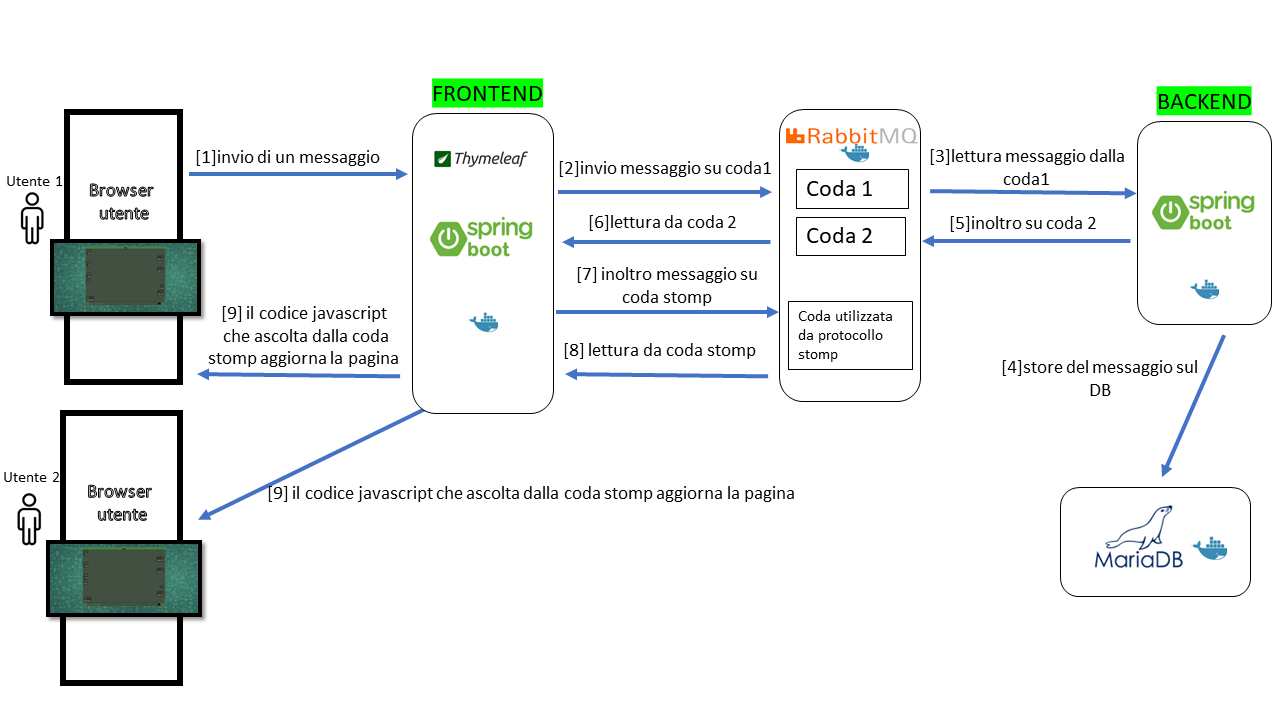 FRONTEND
BACKEND
Utente 1
Browser
utente
[1]invio di un messaggio
Thymeleaf
spring
boot
[2]invio messaggio su coda1
[6]lettura da coda 2
[7] inoltro messaggio su
coda stomp
[8] lettura da coda stomp
RabbitMQ
Coda 1
Coda 2
Coda utilizzata
da protocollo
stomp
[3]lettura messaggio dalla
coda1
[5]inoltro su coda 2
spring
boot
[9] il codice javascript
che ascolta dalla coda
stomp aggiorna la pagina
[4]store del messaggio sul
DB
Utente 2
Browser
utente
[9] il codice javascript che ascolta dalla coda stomp aggiorna la pagina
MariaDB